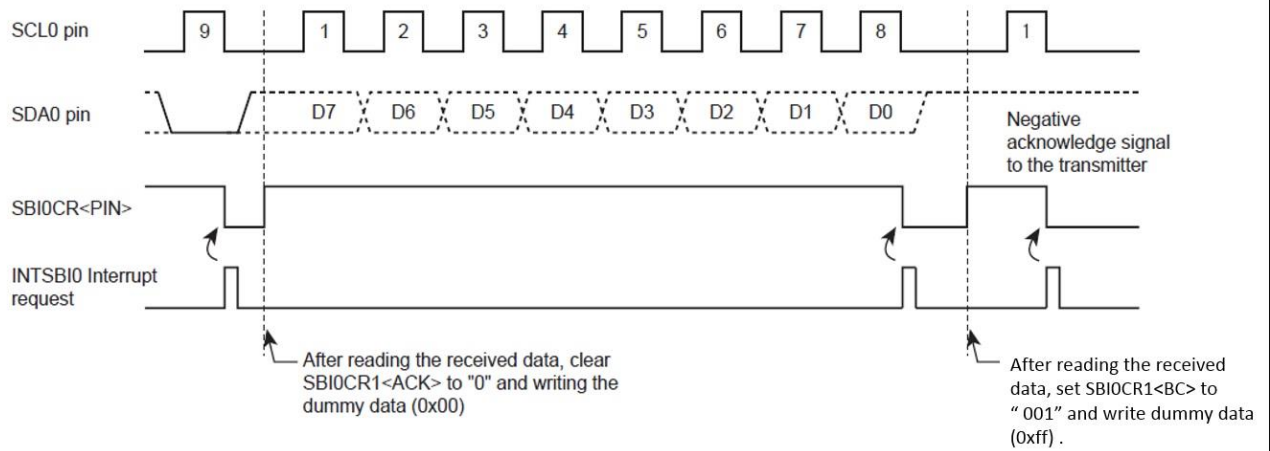 SCL0 pin
9 1 2 3 4 5 6 7 8 1
SDA0 pin
D7 D6 D5 D4 D3 D2 D1 D0
Negative
acknowledge signal
to the transmitter
SBI0CR<PIN>
INTSBI0 Interrupt
request
After reading the received data, clear
SBI0CR1<ACK> to "0" and writing the
dummy data (0x00)
After reading the received
data, set SBI0CR1<BC> to
“ 001” and write dummy data
(0xff) .